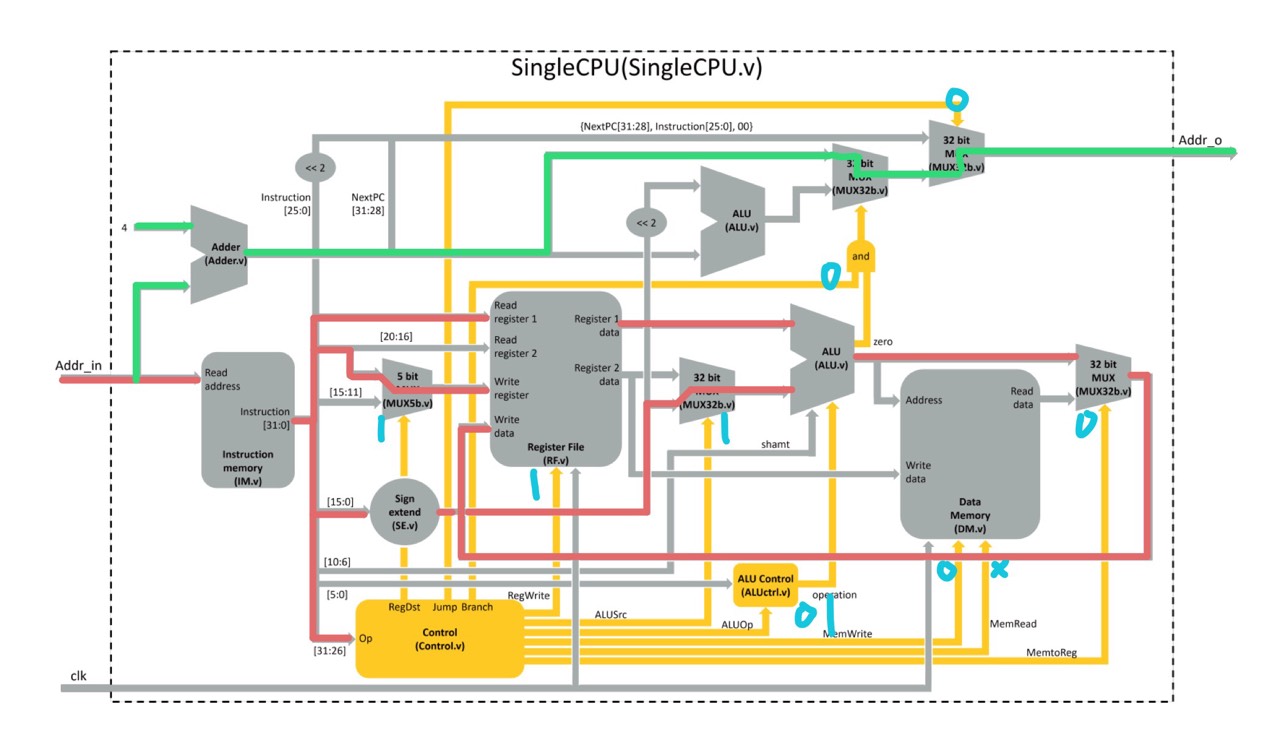 SingleCPU(SingleCPU.v)
0
{NextPC[31:28], Instruction[25:0], 00}
32 bit
MUX
(MUX32b.v)
Addr_o
<< 2
32 bit
MUX
(MUX32b.v)
Instruction
[25:0]
NextPC
[31:28]
4
<< 2
ALU
(ALU.v)
Adder
(Adder.v)
and
0
Read
register 1
Register 1
data
[20:16]
Read
register 2
zero
ALU
(ALU.v)
Addr_in
Read
address
5 bit
MUX
(MUX5b.v)
Write
register
Register 2
data
32 bit
MUX
(MUX32b.v)
32 bit
MUX
(MUX32b.v)
[15:11]
Address
Read
data
Instruction
[31:0]
1
Write
data
1
0
shamt
Instruction
memory
(IM.v)
Register File
(RF.v)
1
Write
data
[15:0]
Sign
extend
(SE.v)
Data
Memory
(DM.v)
[10:6]
0
x
[5:0]
ALU Control
(ALUctrl.v)
operation
RegDst
Jump
Branch
RegWrite
ALUSrc
01
ALUOp
MemWrite
MemRead
Op
Control
(Control.v)
[31:26]
MemtoReg
clk